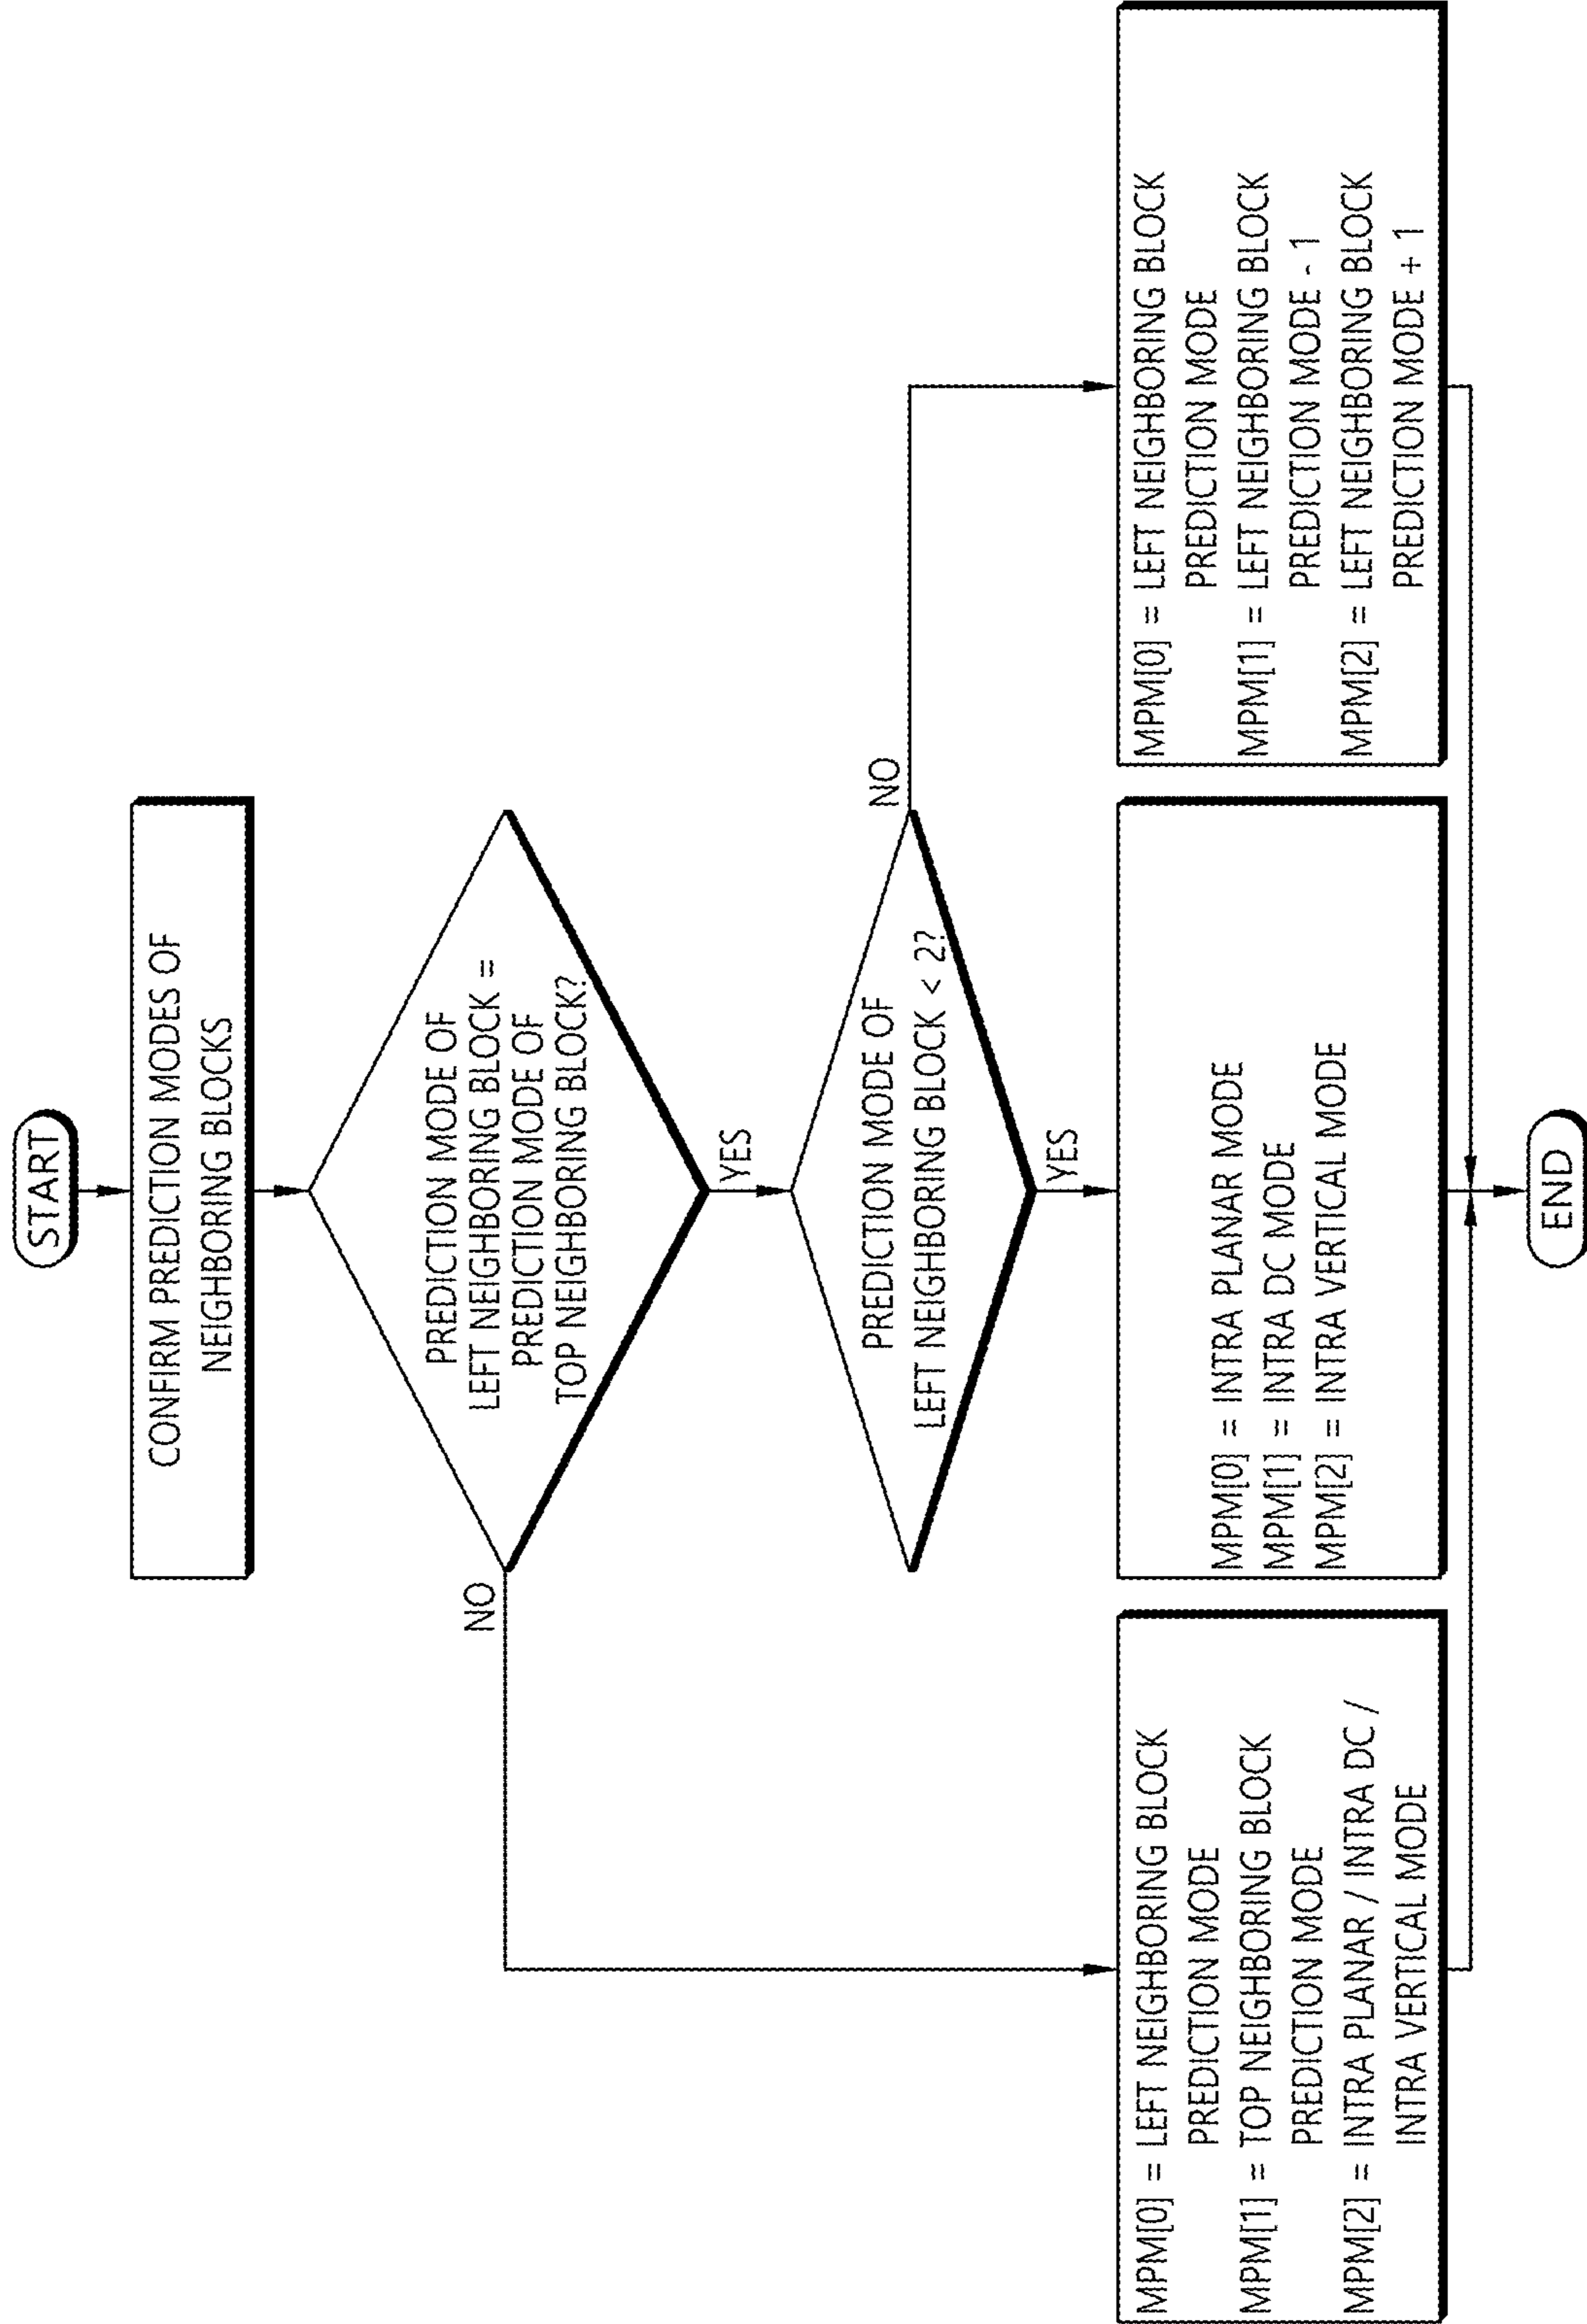 START
CONFIRM PREDICTION MODES OF
NEIGHBORING BLOCKS
PREDICTION MODE OF
LEFT NEIGHBORING BLOCK =
PREDICTION MODE OF
TOP NEIGHBORING BLOCK?
NO
YES
PREDICTION MODE OF
LEFT NEIGHBORING BLOCK < 2?
NO
YES
MPM[0] = LEFT NEIGHBORING BLOCK
PREDICTION MODE
MPM[1] = TOP NEIGHBORING BLOCK
PREDICTION MODE
MPM[2] = INTRA PLANAR / INTRA DC /
INTRA VERTICAL MODE
MPM[0] = INTRA PLANAR MODE
MPM[1] = INTRA DC MODE
MPM[2] = INTRA VERTICAL MODE
MPM[0] = LEFT NEIGHBORING BLOCK
PREDICTION MODE
MPM[1] = LEFT NEIGHBORING BLOCK
PREDICTION MODE - 1
MPM[2] = LEFT NEIGHBORING BLOCK
PREDICTION MODE + 1
END